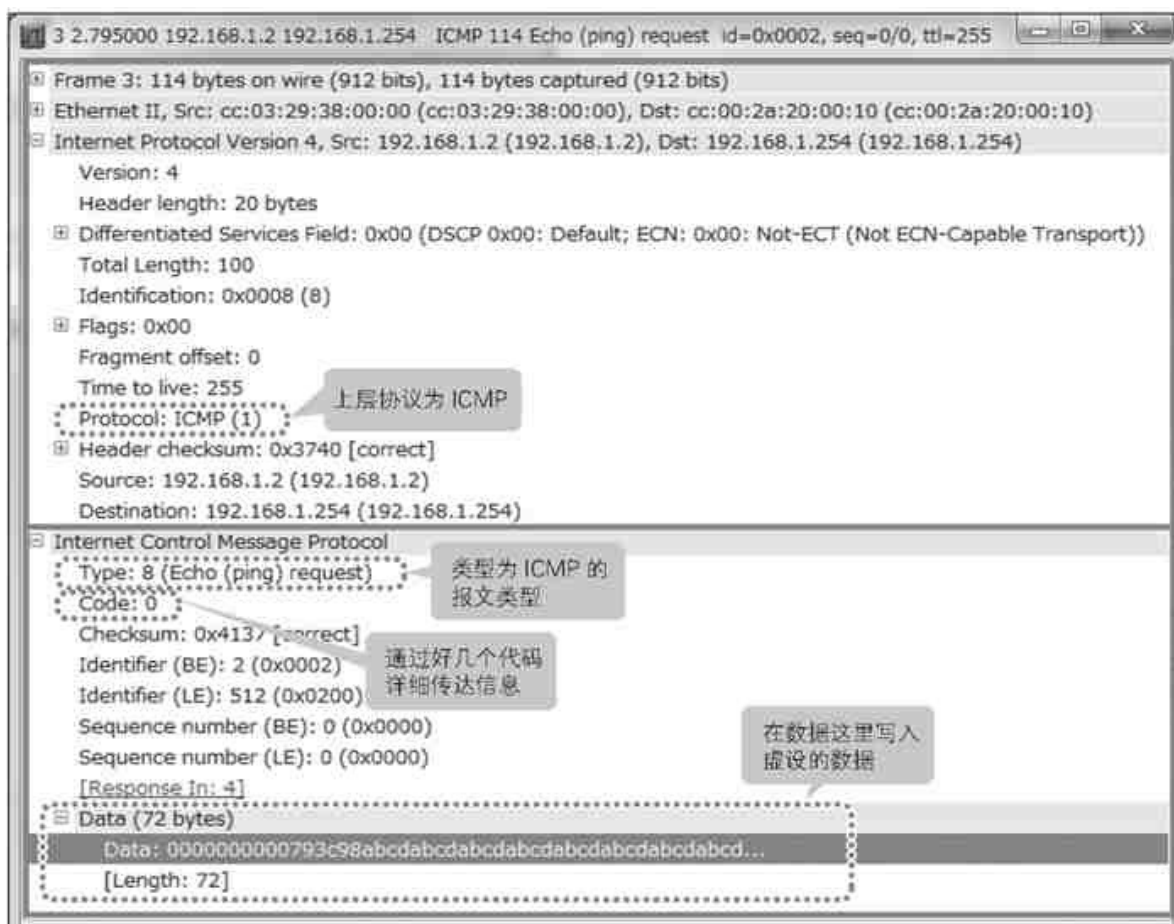 3 2.795000 192.168.1.2 192.168.1.254 ICMP 114 Echo (ping) request id=0x0002, seq=0/0, ttl=255
Frame 3: 114 bytes on wire (912 bits), 114 bytes captured (912 bits)
Ethernet II, Src: cc:03:29:38:00:00 (cc:03:29:38:00:00), Dst: cc:00:2a:20:00:10 (cc:00:2a:20:00:10)
Internet Protocol Version 4, Src: 192.168.1.2 (192.168.1.2), Dst: 192.168.1.254 (192.168.1.254)
Version: 4
Header length: 20 bytes
Differentiated Services Field: 0x00 (DSCP 0x00: Default; ECN: 0x00: Not-ECT (Not ECN-Capable Transport))
Total Length: 100
Identification: 0x0008 (8)
Flags: 0x00
Fragment offset: 0
Time to live: 255
上层协议为 ICMP
Protocol: ICMP (1)
Header checksum: 0x3740 [correct]
Source: 192.168.1.2 (192.168.1.2)
Destination: 192.168.1.254 (192.168.1.254)
Internet Control Message Protocol
Type: 8 (Echo (ping) request)
类型为 ICMP 的
报文类型
Code: 0
Checksum: 0x4137 [correct]
通过好几个代码
详细传达信息
Identifier (BE): 2 (0x0002)
Identifier (LE): 512 (0x0200)
Sequence number (BE): 0 (0x0000)
Sequence number (LE): 0 (0x0000)
在数据这里写入
虚设的数据
[Response In: 4]
Data (72 bytes)
Data: 0000000000793c98abcdabcdabcdabcdabcdabcdabcdabcd...
[Length: 72]